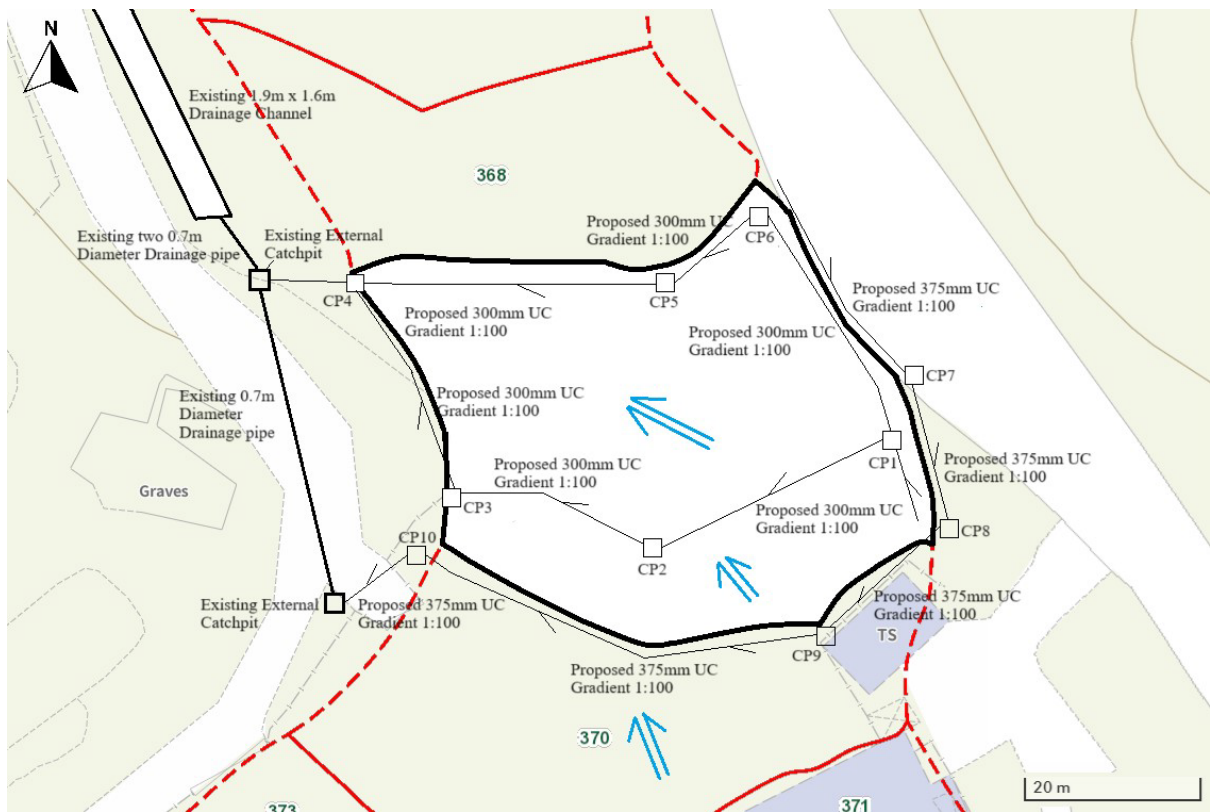 N
Existing 1.9m x 1.6m
Drainage Channel
368
Proposed 300mm UC
Gradient 1:100
CP6
Existing two 0.7m
Diameter Drainage pipe
Existing External
Catchpit
CP4
CP5
Proposed 375mm UC
Gradient 1:100
Proposed 300mm UC
Gradient 1:100
Proposed 300mm UC
Gradient 1:100
CP7
Existing 0.7m
Diameter
Drainage pipe
Proposed 300mm UC
Gradient 1:100
CP1
Graves
Proposed 300mm UC
Gradient 1:100
Proposed 375mm UC
Gradient 1:100
CP3
Proposed 300mm UC
Gradient 1:100
CP8
CP10
CP2
Existing External
Catchpit
Proposed 375mm UC
Gradient 1:100
Proposed 375mm UC
Gradient 1:100
TS
CP9
Proposed 375mm UC
Gradient 1:100
370
20 m
373
371